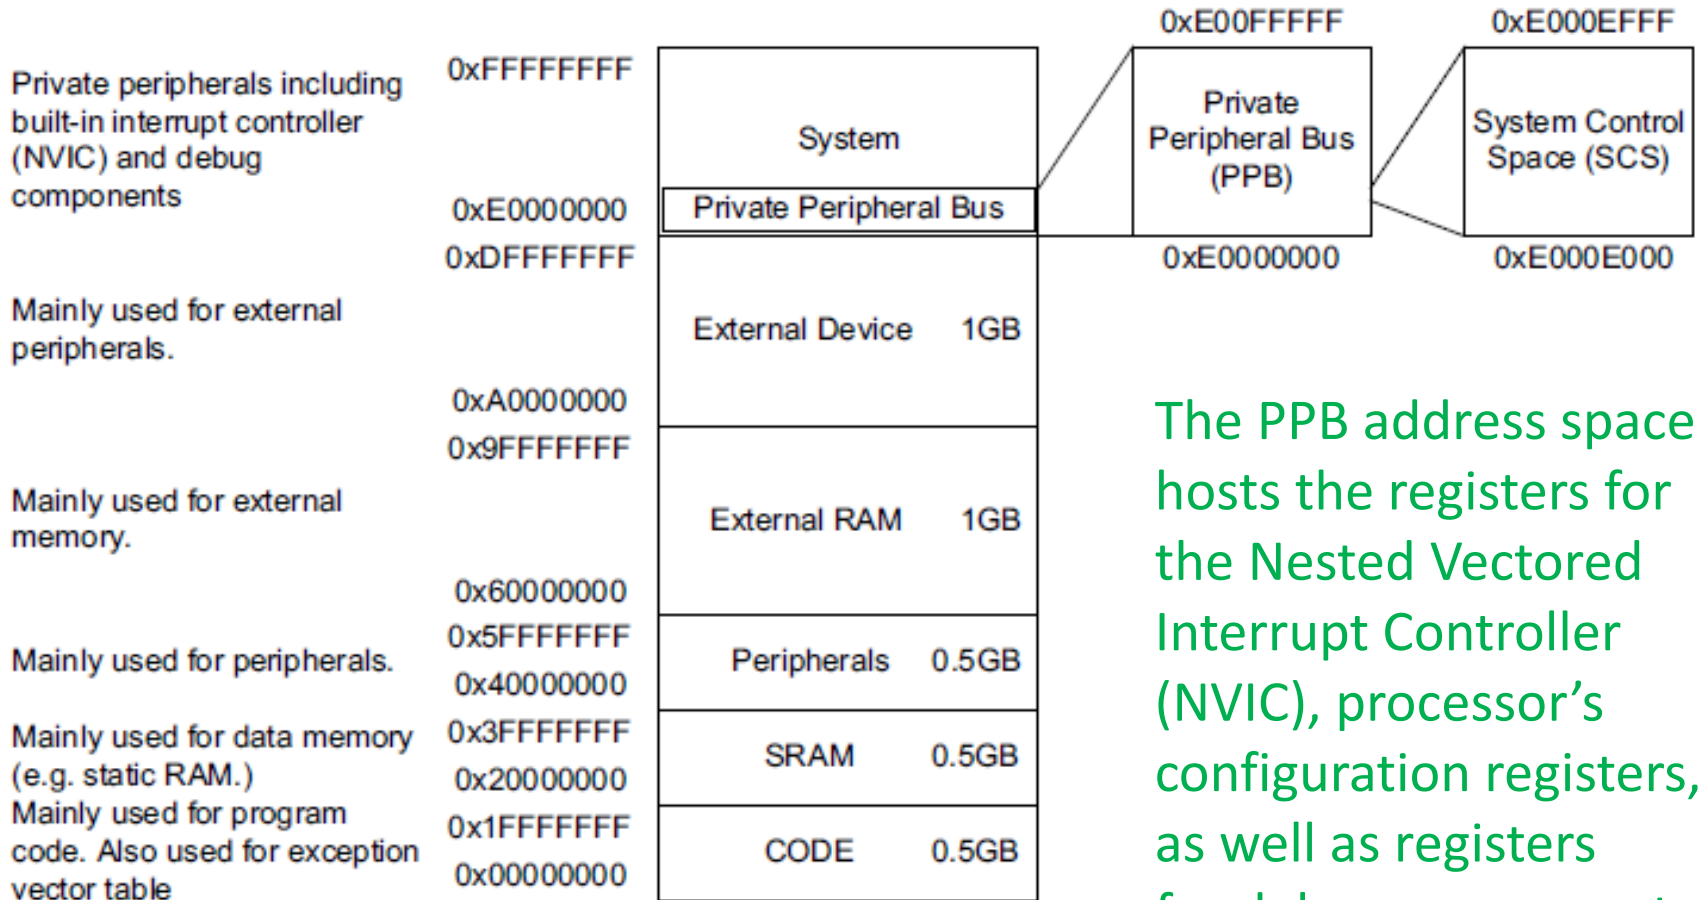 0xE00FFFFF
0xE000EFFF
Private peripherals including
built-in interrupt controller
(NVIC) and debug
components
0xFFFFFFFF
System
0xE0000000
Private Peripheral Bus
Private
Peripheral Bus
(PPB)
System Control
Space (SCS)
0xE0000000
0xE000E000
0xDFFFFFFF
Mainly used for external
peripherals.
External Device 1GB
0xA0000000
0x9FFFFFFF
Mainly used for external
memory.
External RAM 1GB
0x60000000
0x5FFFFFFF
Mainly used for peripherals.
Peripherals 0.5GB
0x40000000
0x3FFFFFFF
Mainly used for data memory
(e.g. static RAM.)
SRAM 0.5GB
0x20000000
Mainly used for program
code. Also used for exception
vector table
0x1FFFFFFF
CODE 0.5GB
0x00000000
The PPB address space
hosts the registers for
the Nested Vectored
Interrupt Controller
(NVIC), processor’s
configuration registers,
as well as registers